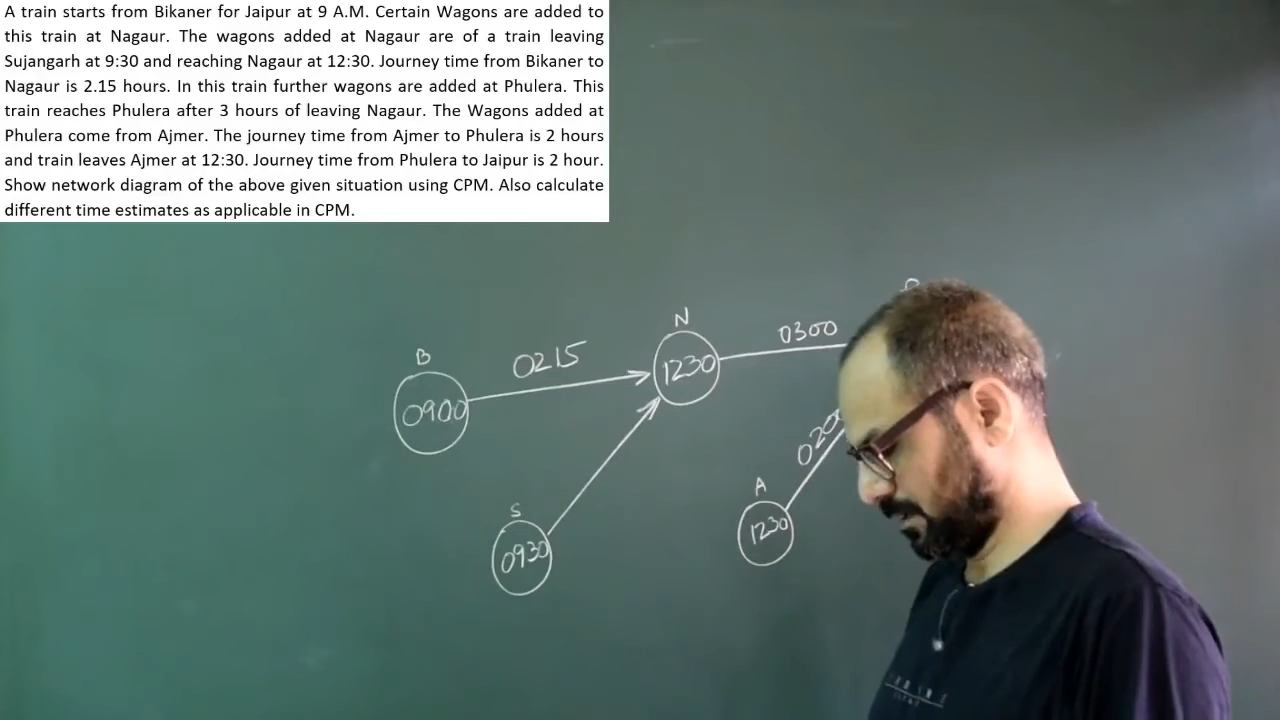 A train starts from Bikaner for Jaipur at 9 A.M. Certain Wagons are added to
this train at Nagaur. The wagons added at Nagaur are of a train leaving
Sujangarh at 9:30 and reaching Nagaur at 12:30. Journey time from Bikaner to
Nagaur is 2.15 hours. In this train further wagons are added at Phulera. This
train reaches Phulera after 3 hours of leaving Nagaur. The Wagons added at
Phulera come from Ajmer. The journey time from Ajmer to Phulera is 2 hours
and train leaves Ajmer at 12:30. Journey time from Phulera to Jaipur is 2 hour.
Show network diagram of the above given situation using CPM. Also calculate
different time estimates as applicable in CPM.
N
0300
B
0215
1230
0900
0200
A
S
1230
0930